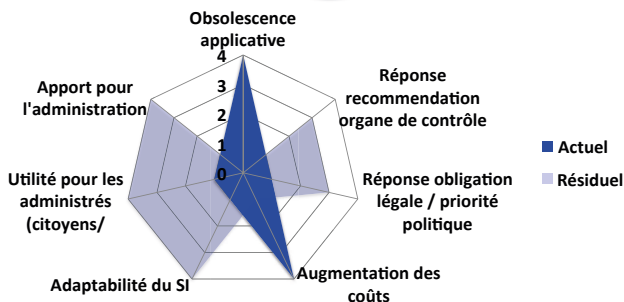 Obsolescence
applicative
4
3
2
1
0
Réponse
recommendation
organe de contrôle
Réponse obligation
légale / priorité
politique
Augmentation des
coûts
Adaptabilité du SI
Utilité pour les
administrés
(citoyens/
Apport pour
l'administration
Actuel
Résiduel